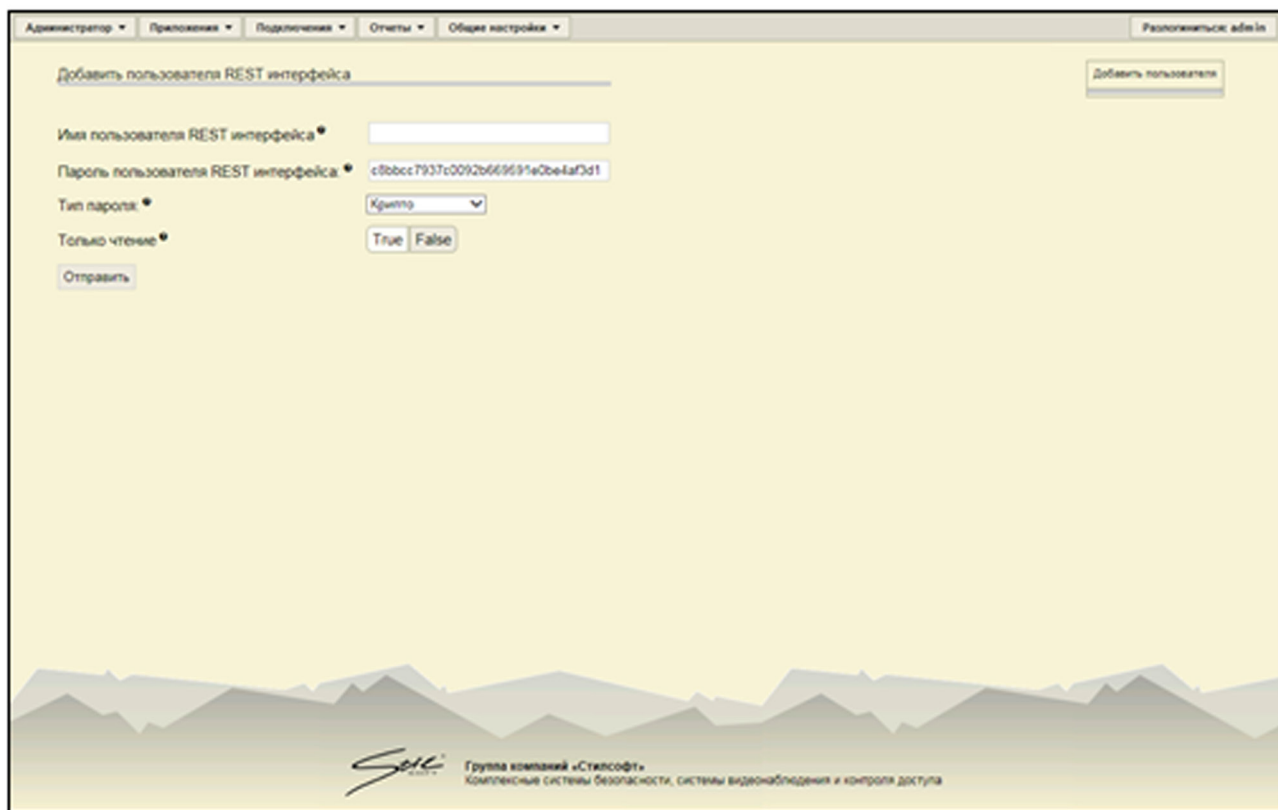 Администратор
Приложения
Подключения
Отчеты
Общие настройки
Разлогиниться: admin
Добавить пользователя REST интерфейса
Добавить пользователя
Имя пользователя REST интерфейса
Пароль пользователя REST интерфейса:
c8bbcc7937c0092b669691e0be4af3d1
Тип пароля:
Крипто
Только чтение
True False
Отправить
Группа компаний «Стилсофт»
Комплексные системы безопасности, системы видеонаблюдения и контроля доступа